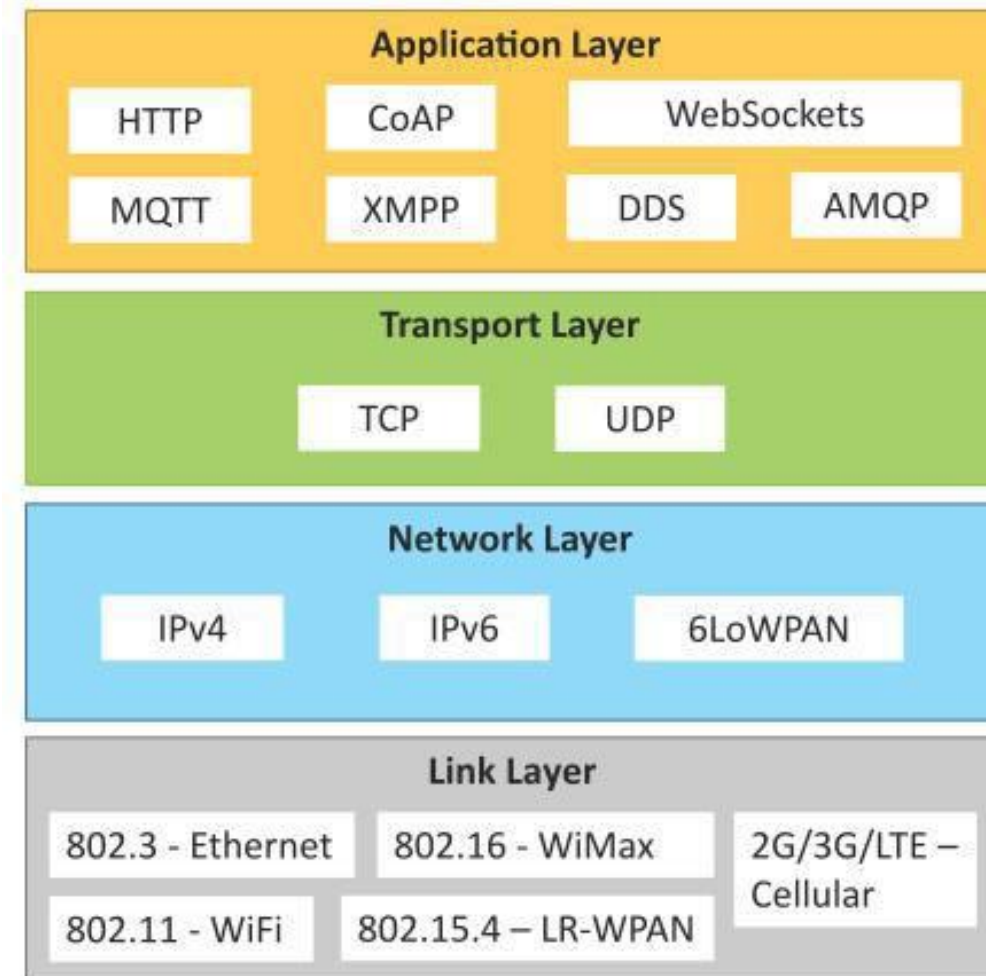 Application Layer
HTTP
CoAP
WebSockets
MQTT
XMPP
DDS
AMQP
Transport Layer
TCP
UDP
Network Layer
IPv4
IPv6
6LoWPAN
Link Layer
802.3 - Ethernet
802.16 - WiMax
2G/3G/LTE –
Cellular
802.11 - WiFi
802.15.4 – LR-WPAN